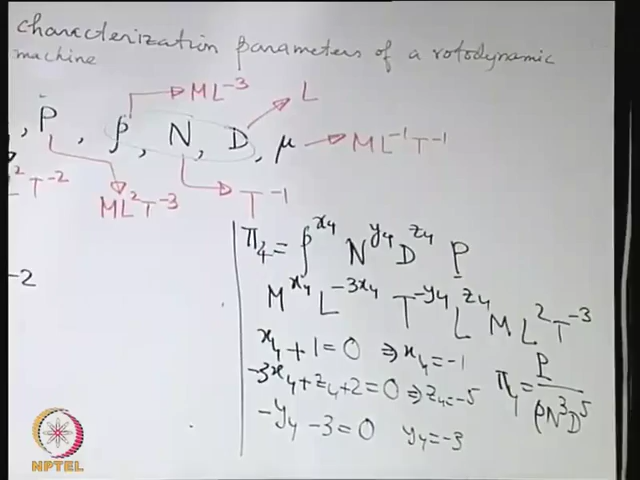 characterization parameters of a rotodynamic
machine
ML⁻³ L
, P, ρ, N, D, μ → ML⁻¹T⁻¹
L²T⁻² ML²T⁻³ T⁻¹
-2
π₄ = ρ^x₄ N^y₄ D^z₄ P
M^x₄ L^-3x₄ T^-y₄ L^z₄ M L² T⁻³
x₄ + 1 = 0 ⇒ x₄ = -1
-3x₄ + z₄ + 2 = 0 ⇒ z₄ = -5
-y₄ - 3 = 0 y₄ = -3
π₄ = P / ρN³D⁵
NPTEL